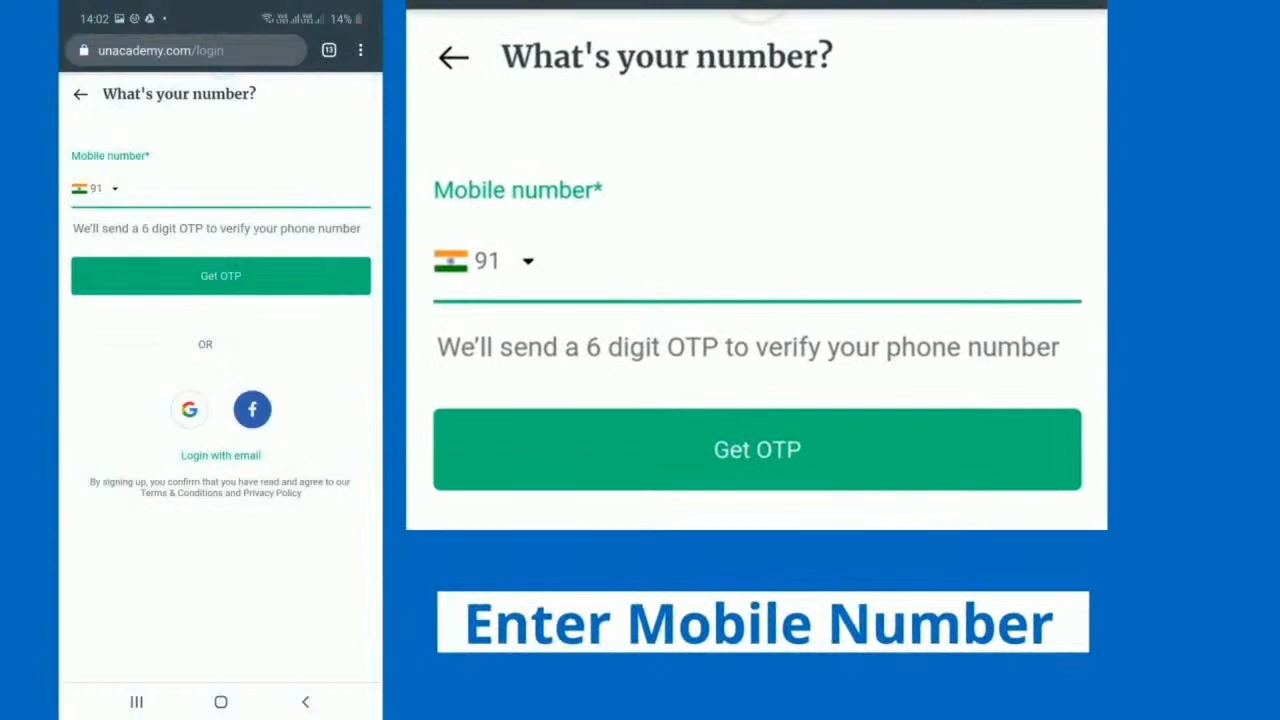 14:02
14%
unacademy.com/login
13
What's your number?
Mobile number*
91
We'll send a 6 digit OTP to verify your phone number
Get OTP
OR
G
f
Login with email
By signing up, you confirm that you have read and agree to our
Terms & Conditions and Privacy Policy
What's your number?
Mobile number*
91
We'll send a 6 digit OTP to verify your phone number
Get OTP
Enter Mobile Number